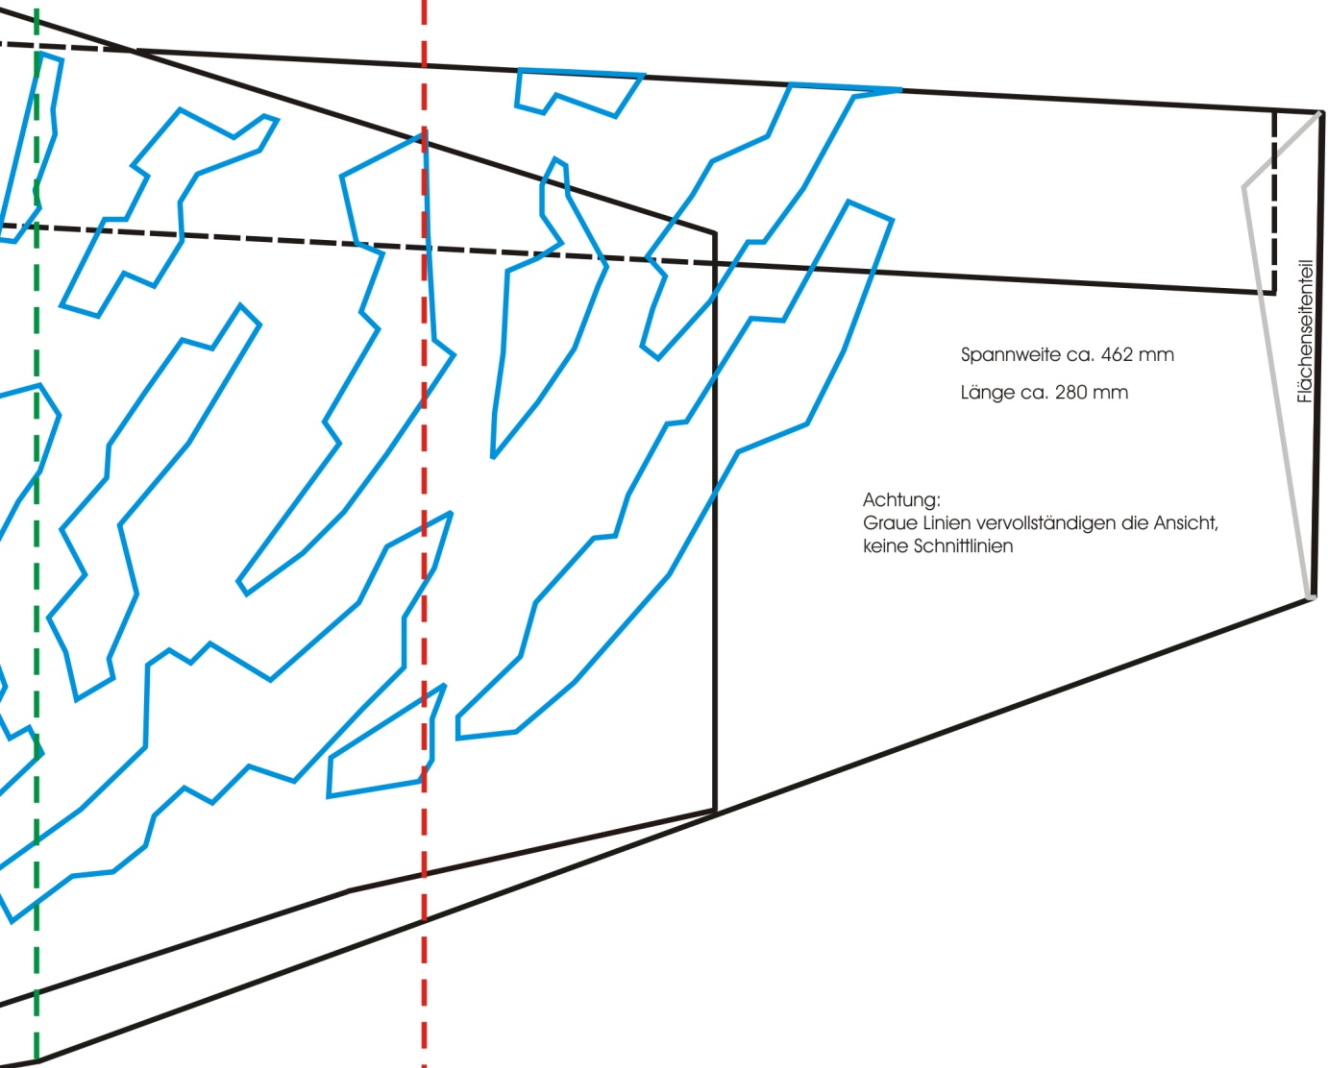 Flächenseitenteil
Spannweite ca. 462 mm
Länge ca. 280 mm
Achtung:
Graue Linien vervollständigen die Ansicht,
keine Schnittlinien